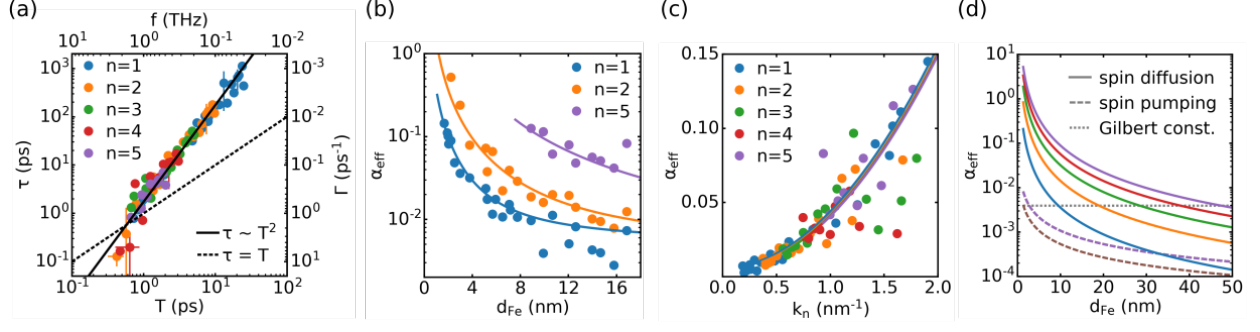 (a)
f (THz)
10¹ 10⁰ 10⁻¹ 10⁻²
10³
10²
10¹
10⁰
10⁻¹
τ (ps)
n=1
n=2
n=3
n=4
n=5
τ ~ T²
τ = T
10⁻³
10⁻²
10⁻¹
10⁰
10¹
Γ (ps⁻¹)
10⁻¹ 10⁰ 10¹ 10²
T (ps)
(b)
10⁰
10⁻¹
10⁻²
α_eff
n=1
n=2
n=5
0 4 8 12 16
d_Fe (nm)
(c)
0.15
0.10
0.05
α_eff
n=1
n=2
n=3
n=4
n=5
0.0 0.5 1.0 1.5 2.0
k_n (nm⁻¹)
(d)
10¹
10⁰
10⁻¹
10⁻²
10⁻³
10⁻⁴
α_eff
spin diffusion
spin pumping
Gilbert const.
0 10 20 30 40 50
d_Fe (nm)